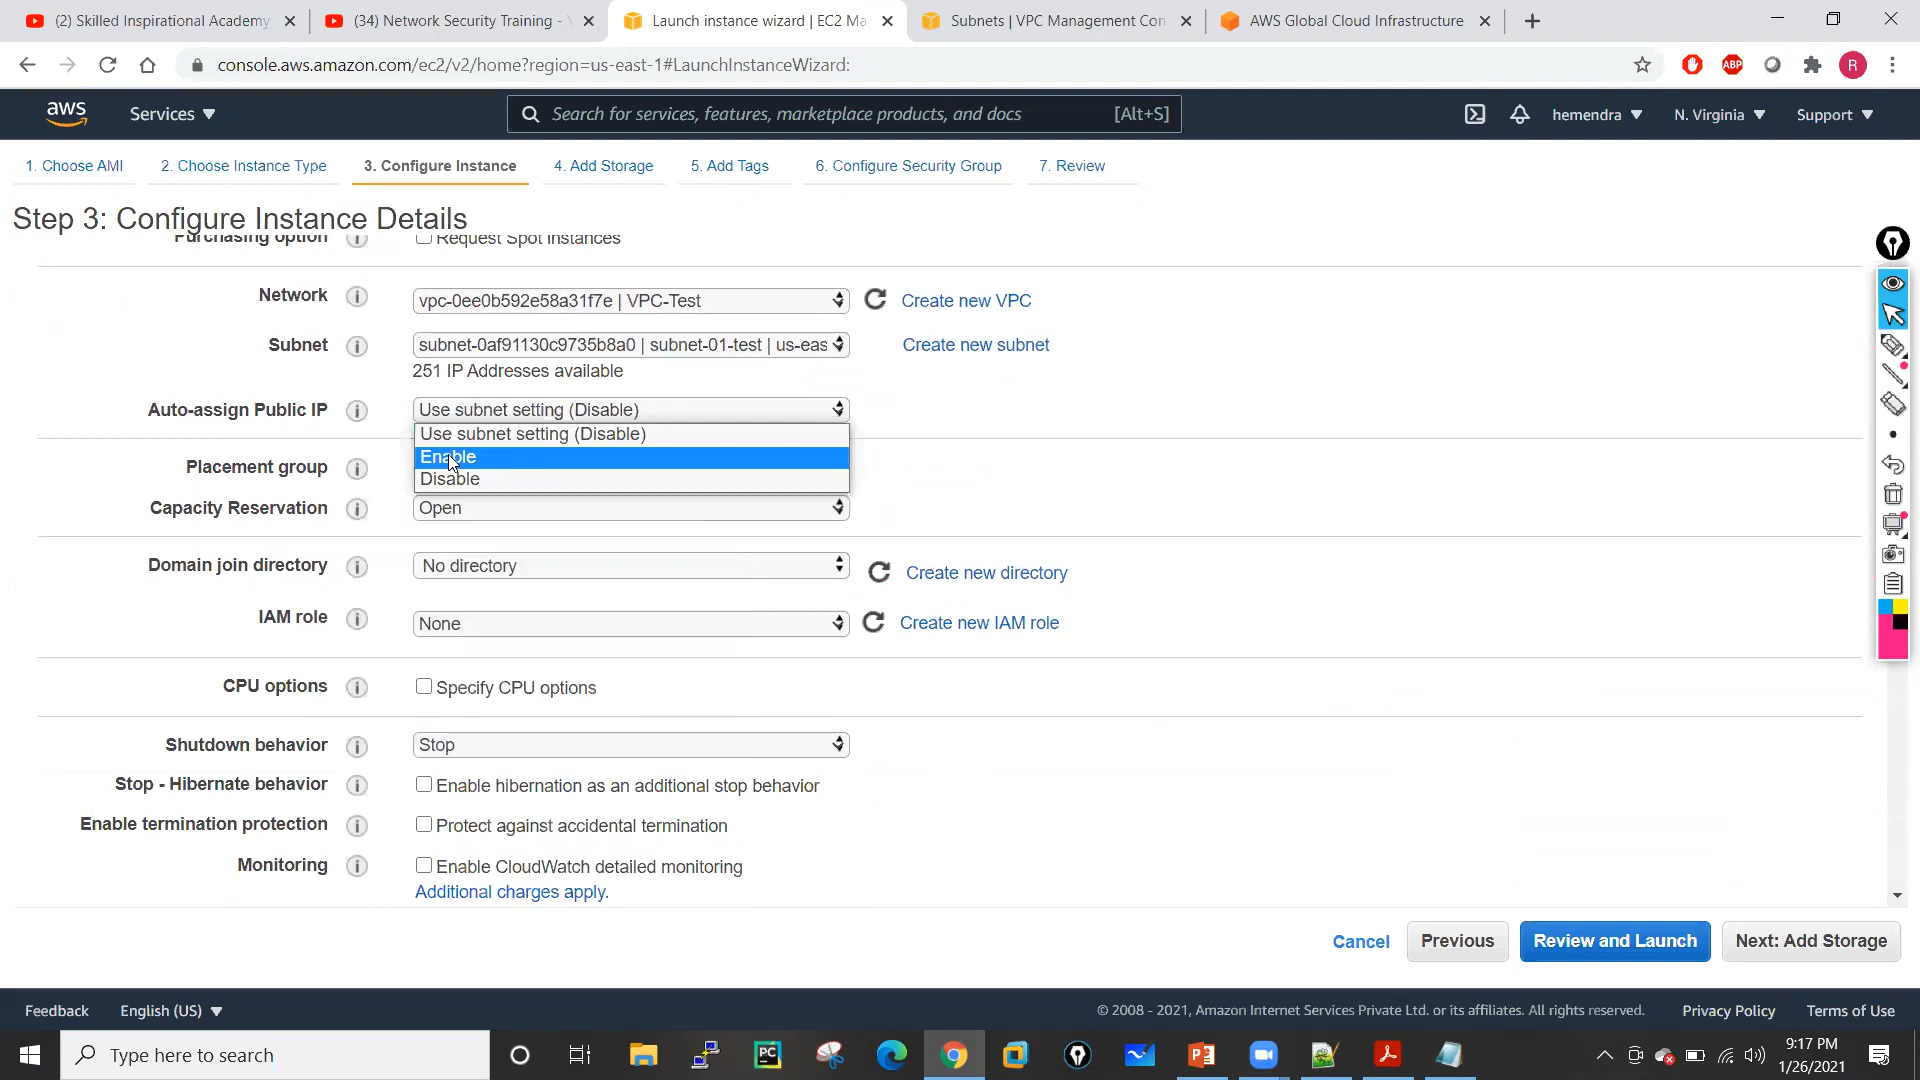 (2) Skilled Inspirational Academy
(34) Network Security Training -
Launch instance wizard | EC2 Ma
Subnets | VPC Management Con
AWS Global Cloud Infrastructure
console.aws.amazon.com/ec2/v2/home?region=us-east-1#LaunchInstanceWizard:
ABP
R
aws
Services
Search for services, features, marketplace products, and docs
[Alt+S]
hemendra
N. Virginia
Support
1. Choose AMI
2. Choose Instance Type
3. Configure Instance
4. Add Storage
5. Add Tags
6. Configure Security Group
7. Review
Step 3: Configure Instance Details
Purchasing option
Request Spot instances
Network
vpc-0ee0b592e58a31f7e | VPC-Test
Create new VPC
Subnet
subnet-0af91130c9735b8a0 | subnet-01-test | us-eas
Create new subnet
251 IP Addresses available
Auto-assign Public IP
Use subnet setting (Disable)
Use subnet setting (Disable)
Enable
Disable
Placement group
Capacity Reservation
Open
Domain join directory
No directory
Create new directory
IAM role
None
Create new IAM role
CPU options
Specify CPU options
Shutdown behavior
Stop
Stop - Hibernate behavior
Enable hibernation as an additional stop behavior
Enable termination protection
Protect against accidental termination
Monitoring
Enable CloudWatch detailed monitoring
Additional charges apply.
Cancel
Previous
Review and Launch
Next: Add Storage
Feedback
English (US)
© 2008 - 2021, Amazon Internet Services Private Ltd. or its affiliates. All rights reserved.
Privacy Policy
Terms of Use
Type here to search
PC
9:17 PM
1/26/2021